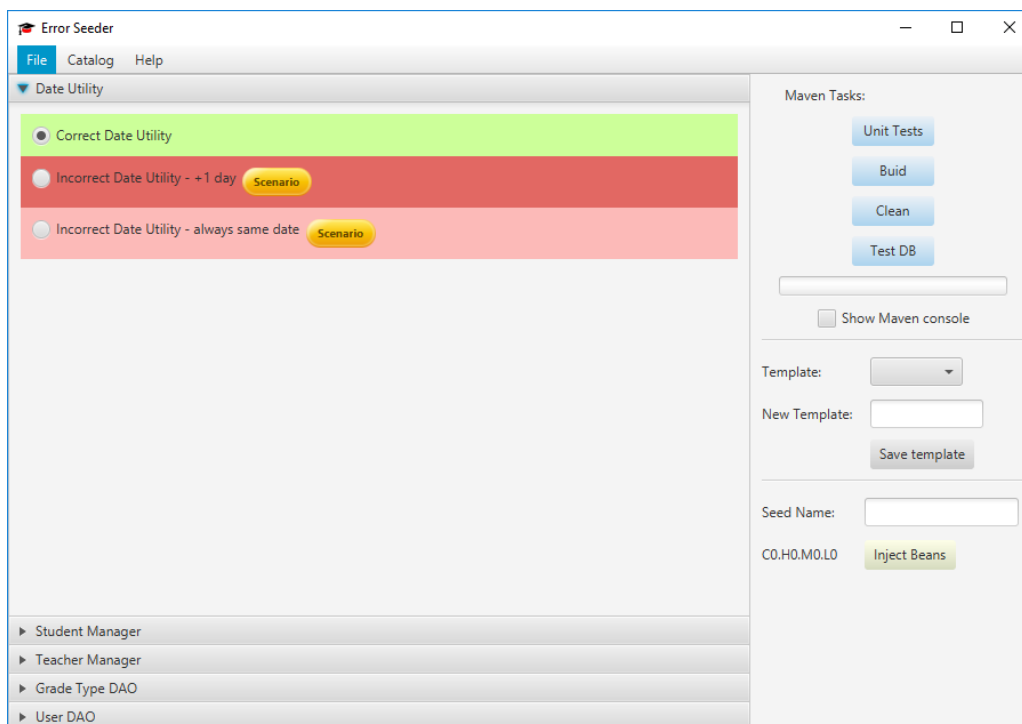 Error Seeder
File Catalog Help
Date Utility
Correct Date Utility
Incorrect Date Utility - +1 day Scenario
Incorrect Date Utility - always same date Scenario
Student Manager
Teacher Manager
Grade Type DAO
User DAO
Maven Tasks:
Unit Tests
Buid
Clean
Test DB
Show Maven console
Template:
New Template:
Save template
Seed Name:
C0.H0.M0.L0 Inject Beans